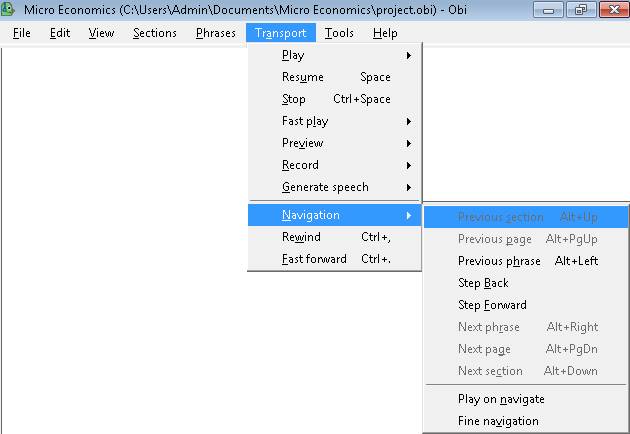 Micro Economics (C:\Users\Admin\Documents\Micro Economics\project.obi) - Obi
File Edit View Sections Phrases Transport Tools Help
Play
Resume Space
Stop Ctrl+Space
Fast play
Preview
Record
Generate speech
Navigation
Rewind Ctrl+,
Fast forward Ctrl+.
Previous section Alt+Up
Previous page Alt+PgUp
Previous phrase Alt+Left
Step Back
Step Forward
Next phrase Alt+Right
Next page Alt+PgDn
Next section Alt+Down
Play on navigate
Fine navigation